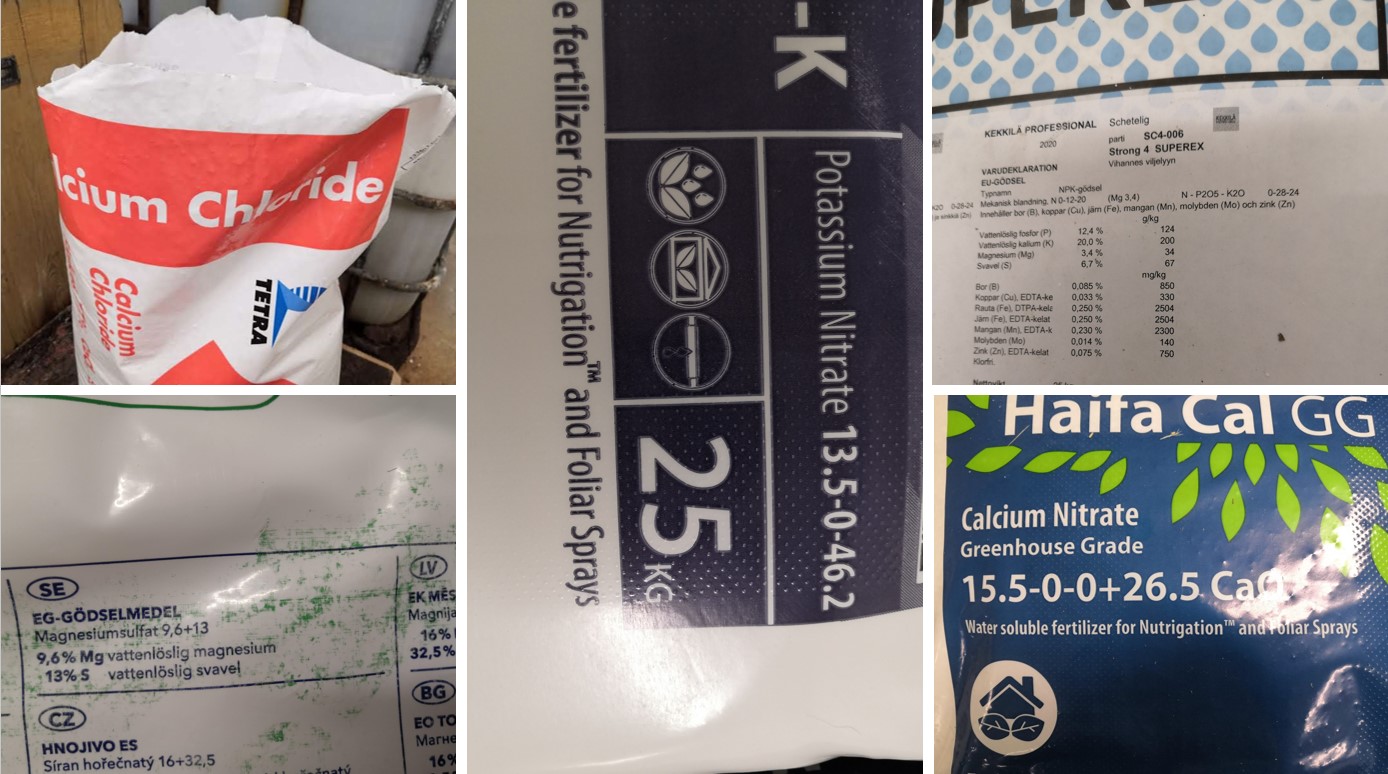 lcium Chloride
Calcium
Chloride
TETRA
-K
Potassium Nitrate 13.5-0-46.2
25 KG
e fertilizer for Nutrigation™ and Foliar Sprays
KEKKILÄ PROFESSIONAL
2020
Schetelig
parti SC4-006
Strong 4 SUPEREX
Vihannes viljelyyn
VARUDEKLARATION
EU-GÖDSEL
Typnamn NPK-gödsel
Mekanisk blandning, N 0-12-20 (Mg 3,4) N - P2O5 - K2O 0-28-24
Innehåller bor (B), koppar (Cu), järn (Fe), mangan (Mn), molybden (Mo) och zink (Zn)
g/kg
Vattenlöslig fosfor (P) 12,4 % 124
Vattenlöslig kalium (K) 20,0 % 200
Magnesium (Mg) 3,4 % 34
Svavel (S) 6,7 % 67
mg/kg
Bor (B) 0,085 % 850
Koppar (Cu), EDTA-ke 0,033 % 330
Rauta (Fe), DTPA-kela 0,250 % 2504
Järn (Fe), EDTA-kelat 0,250 % 2504
Mangan (Mn), EDTA-k 0,230 % 2300
Molybden (Mo) 0,014 % 140
Zink (Zn), EDTA-kelat 0,075 % 750
Klorfri.
SE
EG-GÖDSELMEDEL
Magnesiumsulfat 9,6+13
9,6% Mg vattenlöslig magnesium
13% S vattenlöslig svavel
CZ
HNOJIVO ES
Síran hořečnatý 16+32,5
LV
EK MĒS
Magnija
16%
32,5%
BG
EO TO
Магне
16%
Haifa Cal GG
Calcium Nitrate
Greenhouse Grade
15.5-0-0+26.5 CaO
Water soluble fertilizer for Nutrigation™ and Foliar Sprays